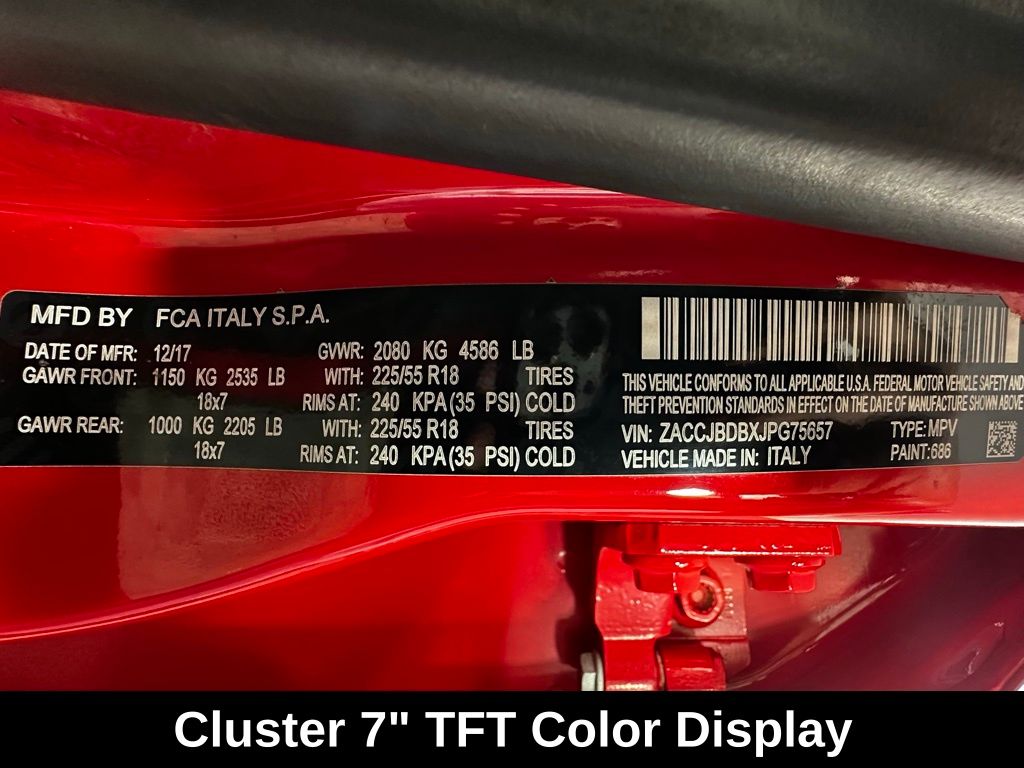 MFD BY FCA ITALY S.P.A.
DATE OF MFR: 12/17 GVWR: 2080 KG 4586 LB
GAWR FRONT: 1150 KG 2535 LB WITH: 225/55 R18 TIRES
18x7 RIMS AT: 240 KPA(35 PSI) COLD
GAWR REAR: 1000 KG 2205 LB WITH: 225/55 R18 TIRES
18x7 RIMS AT: 240 KPA(35 PSI) COLD
THIS VEHICLE CONFORMS TO ALL APPLICABLE U.S.A. FEDERAL MOTOR VEHICLE SAFETY AND
THEFT PREVENTION STANDARDS IN EFFECT ON THE DATE OF MANUFACTURE SHOWN ABOVE
VIN: ZACCJBDBXJPG75657 TYPE: MPV
VEHICLE MADE IN: ITALY PAINT: 686
Cluster 7" TFT Color Display